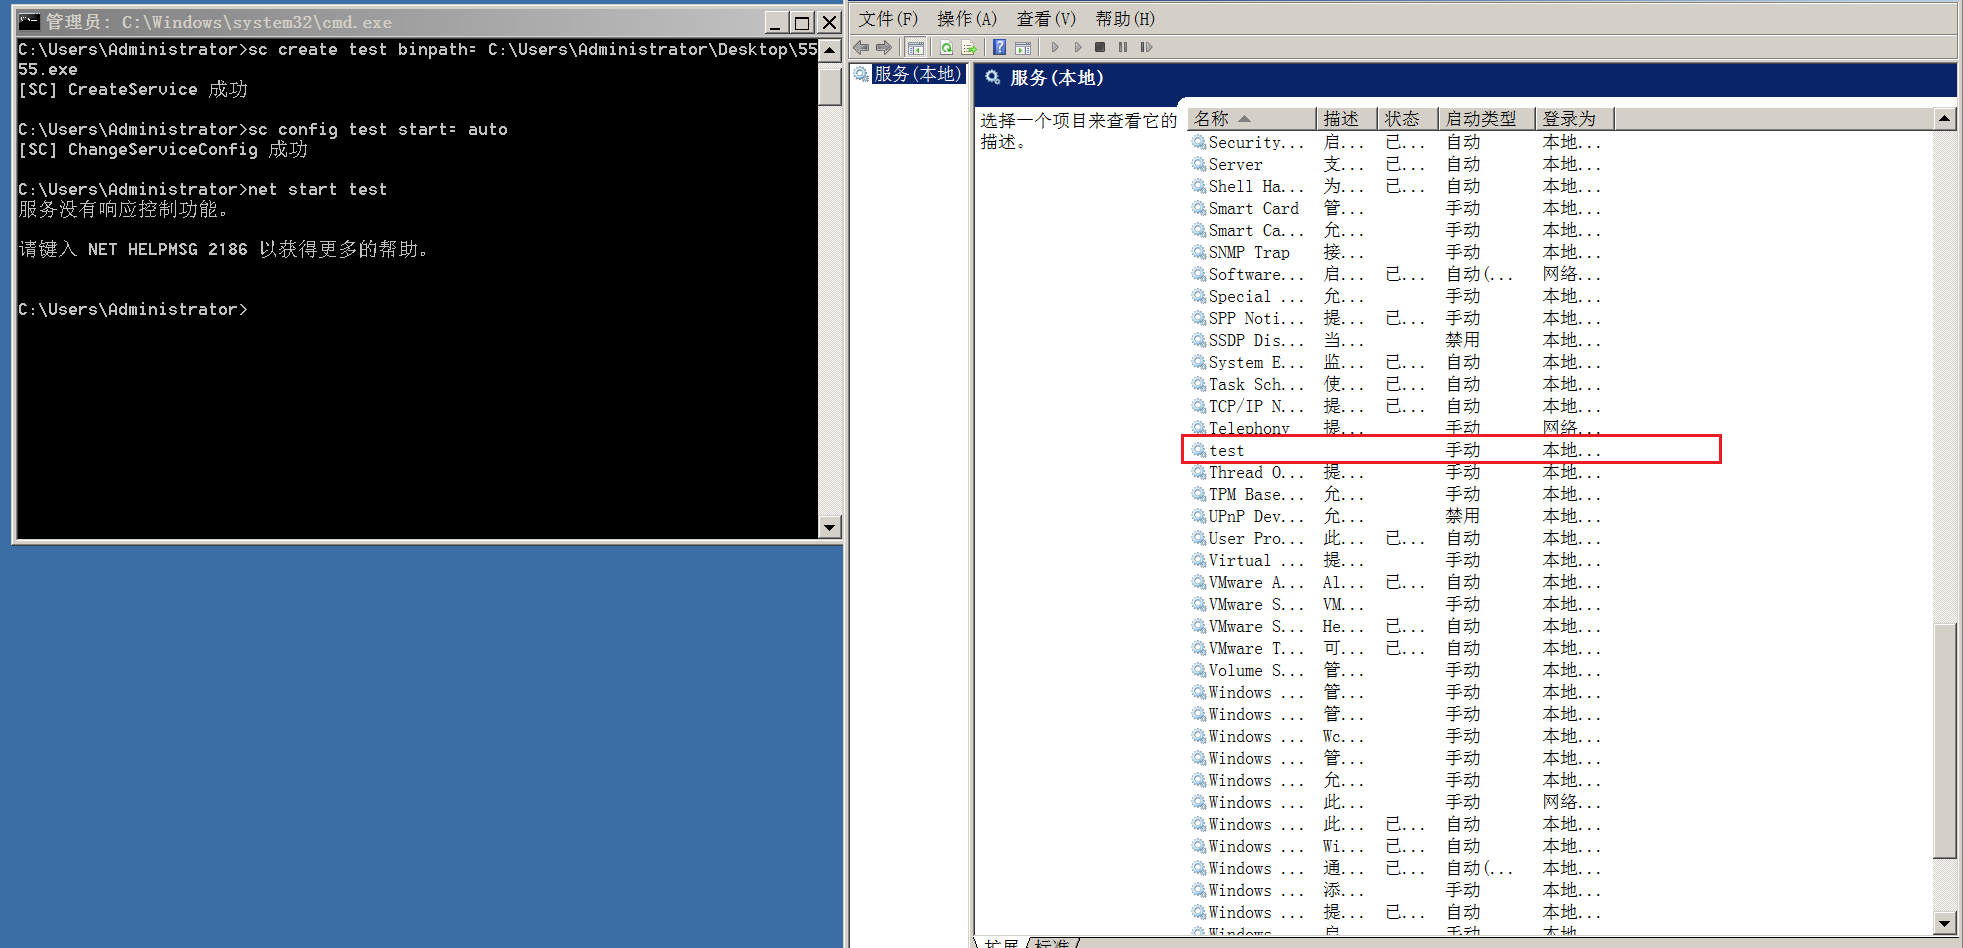 管理员: C:\Windows\system32\cmd.exe
C:\Users\Administrator>sc create test binpath= C:\Users\Administrator\Desktop\55
55.exe
[SC] CreateService 成功
C:\Users\Administrator>sc config test start= auto
[SC] ChangeServiceConfig 成功
C:\Users\Administrator>net start test
服务没有响应控制功能。
请键入 NET HELPMSG 2186 以获得更多的帮助。
C:\Users\Administrator>
文件(F) 操作(A) 查看(V) 帮助(H)
服务(本地)
服务(本地)
选择一个项目来查看它的
描述。
名称 描述 状态 启动类型 登录为
Security... 启... 已... 自动 本地...
Server 支... 已... 自动 本地...
Shell Ha... 为... 已... 自动 本地...
Smart Card 管... 手动 本地...
Smart Ca... 允... 手动 本地...
SNMP Trap 接... 手动 本地...
Software... 启... 已... 自动(... 网络...
Special ... 允... 手动 本地...
SPP Noti... 提... 已... 手动 本地...
SSDP Dis... 当... 禁用 本地...
System E... 监... 已... 自动 本地...
Task Sch... 使... 已... 自动 本地...
TCP/IP N... 提... 已... 自动 本地...
Telephony 提... 手动 网络...
test 手动 本地...
Thread O... 提... 手动 本地...
TPM Base... 允... 手动 本地...
UPnP Dev... 允... 禁用 本地...
User Pro... 此... 已... 自动 本地...
Virtual ... 提... 手动 本地...
VMware A... Al... 已... 自动 本地...
VMware S... VM... 手动 本地...
VMware S... He... 已... 自动 本地...
VMware T... 可... 已... 自动 本地...
Volume S... 管... 手动 本地...
Windows ... 管... 手动 本地...
Windows ... 管... 手动 本地...
Windows ... Wc... 手动 本地...
Windows ... 管... 手动 本地...
Windows ... 允... 手动 本地...
Windows ... 此... 手动 网络...
Windows ... 此... 已... 自动 本地...
Windows ... Wi... 已... 自动 本地...
Windows ... 通... 已... 自动(... 本地...
Windows ... 添... 手动 本地...
Windows ... 提... 已... 自动 本地...
Windows ... 启... 手动 本地...
扩展 标准